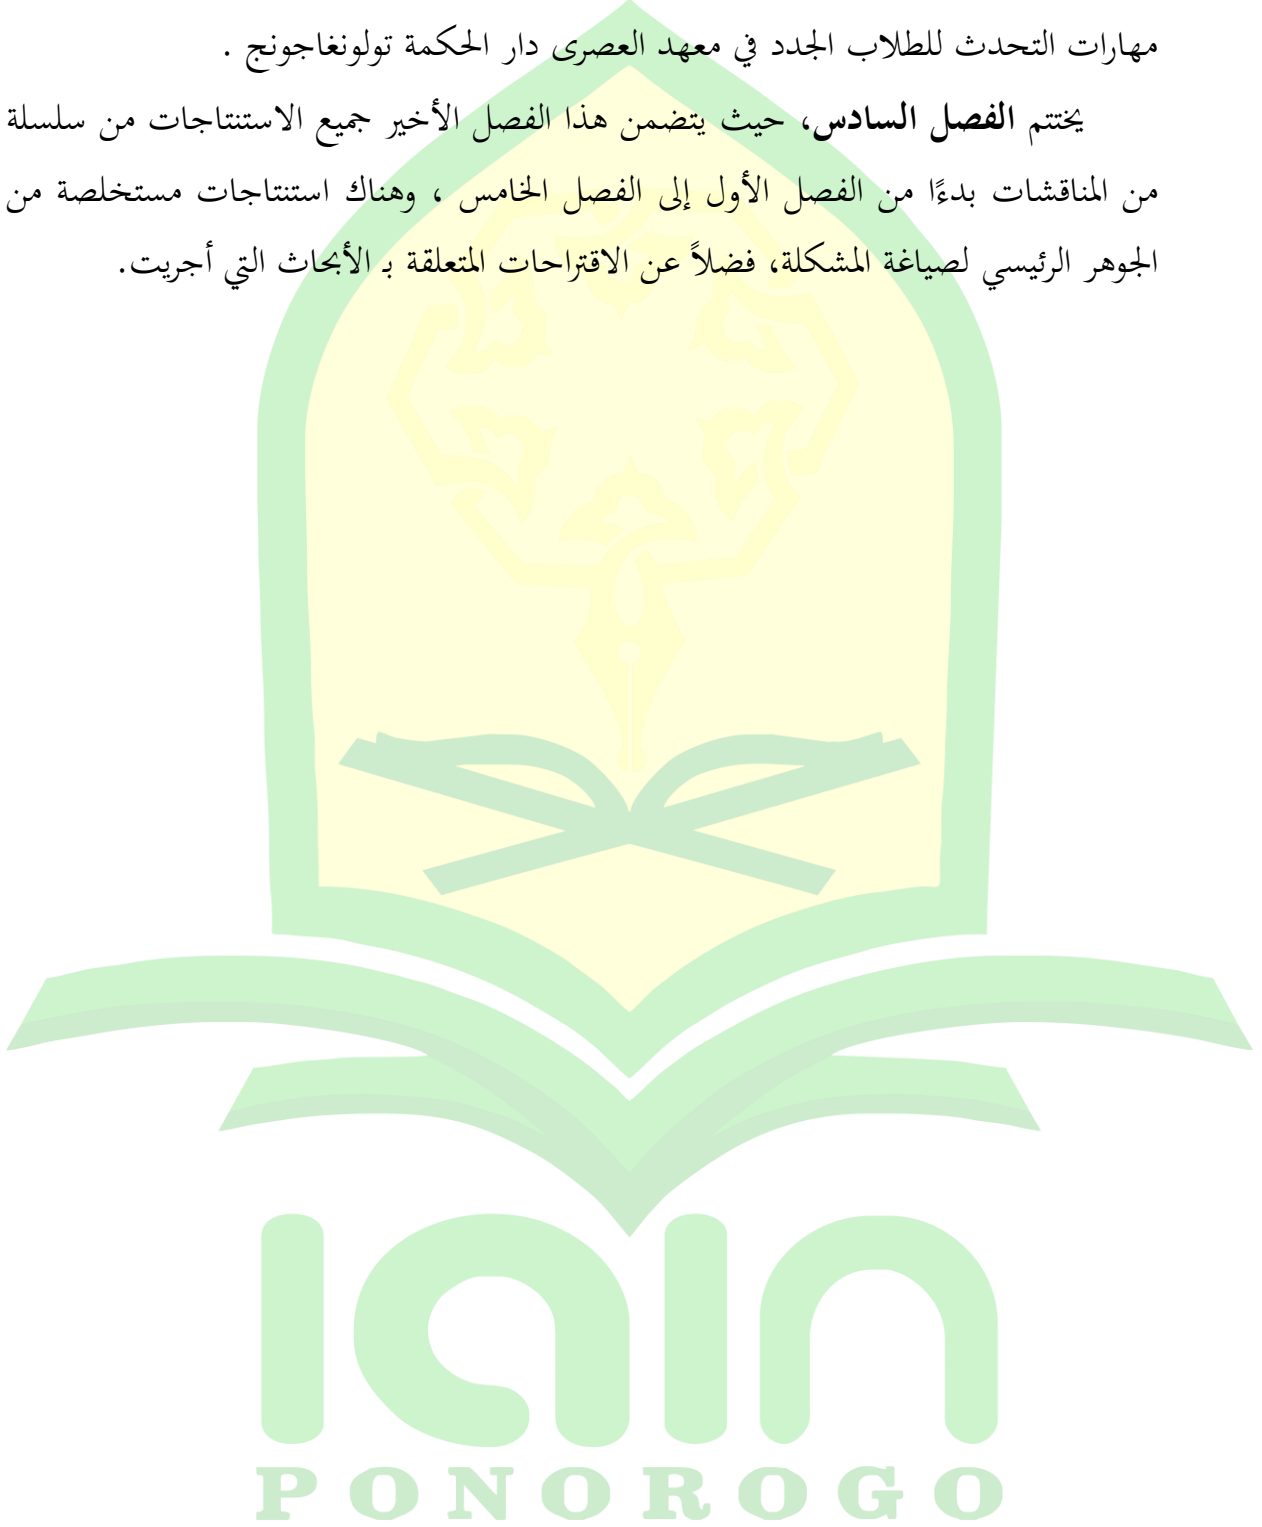 مهارات التحدث للطلاب الجدد في معهد العصرى دار الحكمة تولونغاجونج .
يختتم الفصل السادس، حيث يتضمن هذا الفصل الأخير جميع الاستنتاجات من سلسلة
من المناقشات بدءًا من الفصل الأول إلى الفصل الخامس ، وهناك استنتاجات مستخلصة من
الجوهر الرئيسي لصياغة المشكلة، فضلاً عن الاقتراحات المتعلقة بـ الأبحاث التي أجريت.
iain
PONOROGO